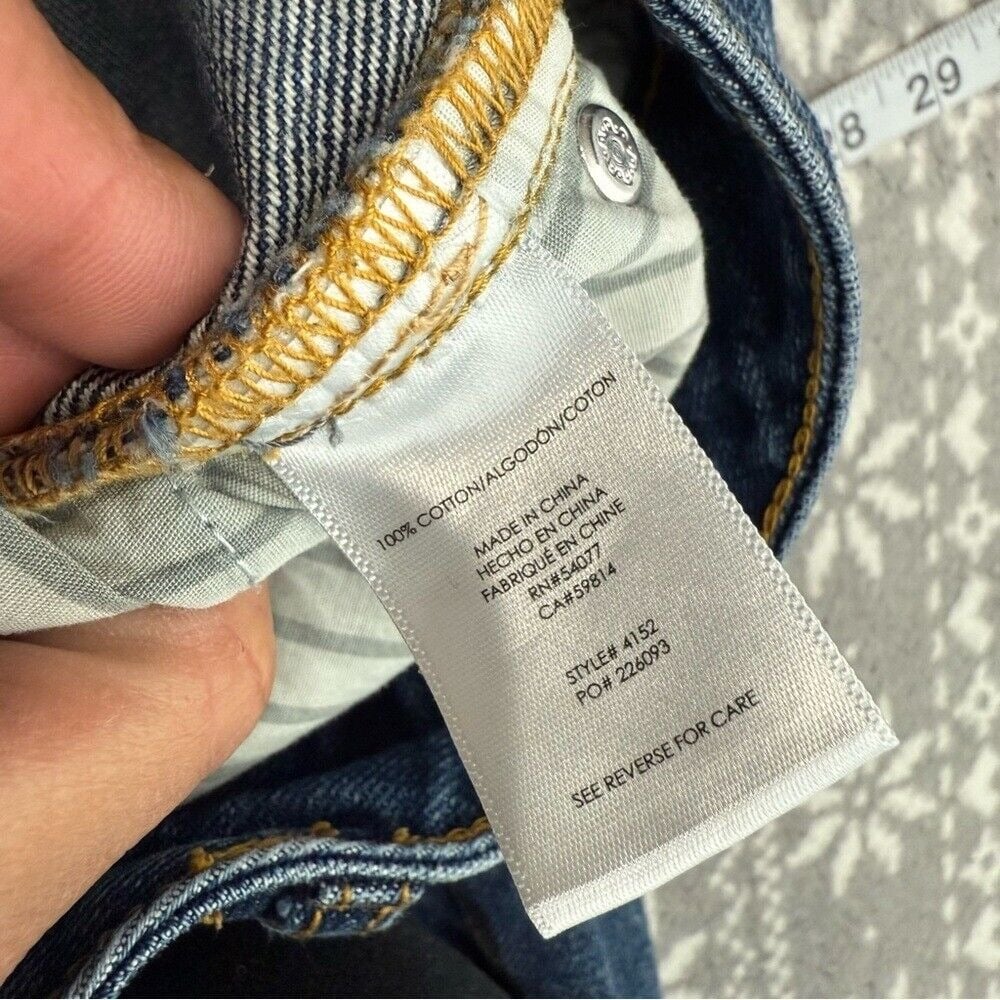 100% COTTON/ALGODÓN/COTON
MADE IN CHINA
HECHO EN CHINA
FABRIQUÉ EN CHINE
RN#54077
CA#59814
STYLE# 4152
PO# 226093
SEE REVERSE FOR CARE
28 29